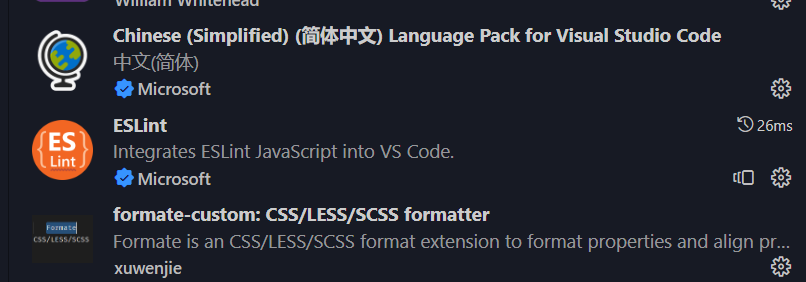 William Whitehead
Chinese (Simplified) (简体中文) Language Pack for Visual Studio Code
中文(简体)
Microsoft
ES
Lint
ESLint
26ms
Integrates ESLint JavaScript into VS Code.
Microsoft
Formate
CSS/LESS/SCSS
formate-custom: CSS/LESS/SCSS formatter
Formate is an CSS/LESS/SCSS format extension to format properties and align pr...
xuwenjie